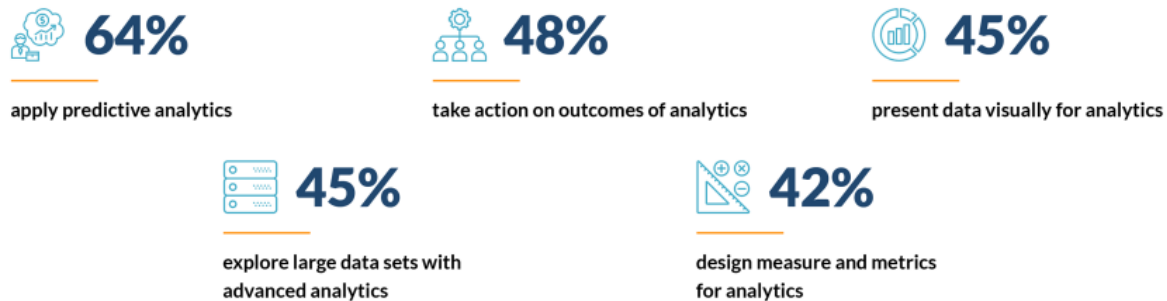 64%
apply predictive analytics
48%
take action on outcomes of analytics
45%
present data visually for analytics
45%
explore large data sets with
advanced analytics
42%
design measure and metrics
for analytics